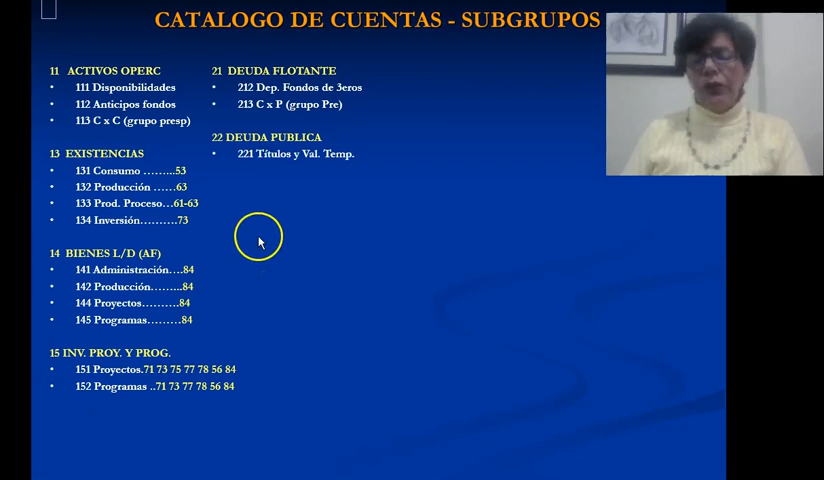 CATALOGO DE CUENTAS - SUBGRUPOS
11 ACTIVOS OPERC
• 111 Disponibilidades
• 112 Anticipos fondos
• 113 C x C (grupo presp)
13 EXISTENCIAS
• 131 Consumo ……...53
• 132 Producción ……63
• 133 Prod. Proceso…61-63
• 134 Inversión……….73
14 BIENES L/D (AF)
• 141 Administración….84
• 142 Producción……...84
• 144 Proyectos……….84
• 145 Programas………84
15 INV. PROY. Y PROG.
• 151 Proyectos.71 73 75 77 78 56 84
• 152 Programas ..71 73 77 78 56 84
21 DEUDA FLOTANTE
• 212 Dep. Fondos de 3eros
• 213 C x P (grupo Pre)
22 DEUDA PUBLICA
• 221 Títulos y Val. Temp.